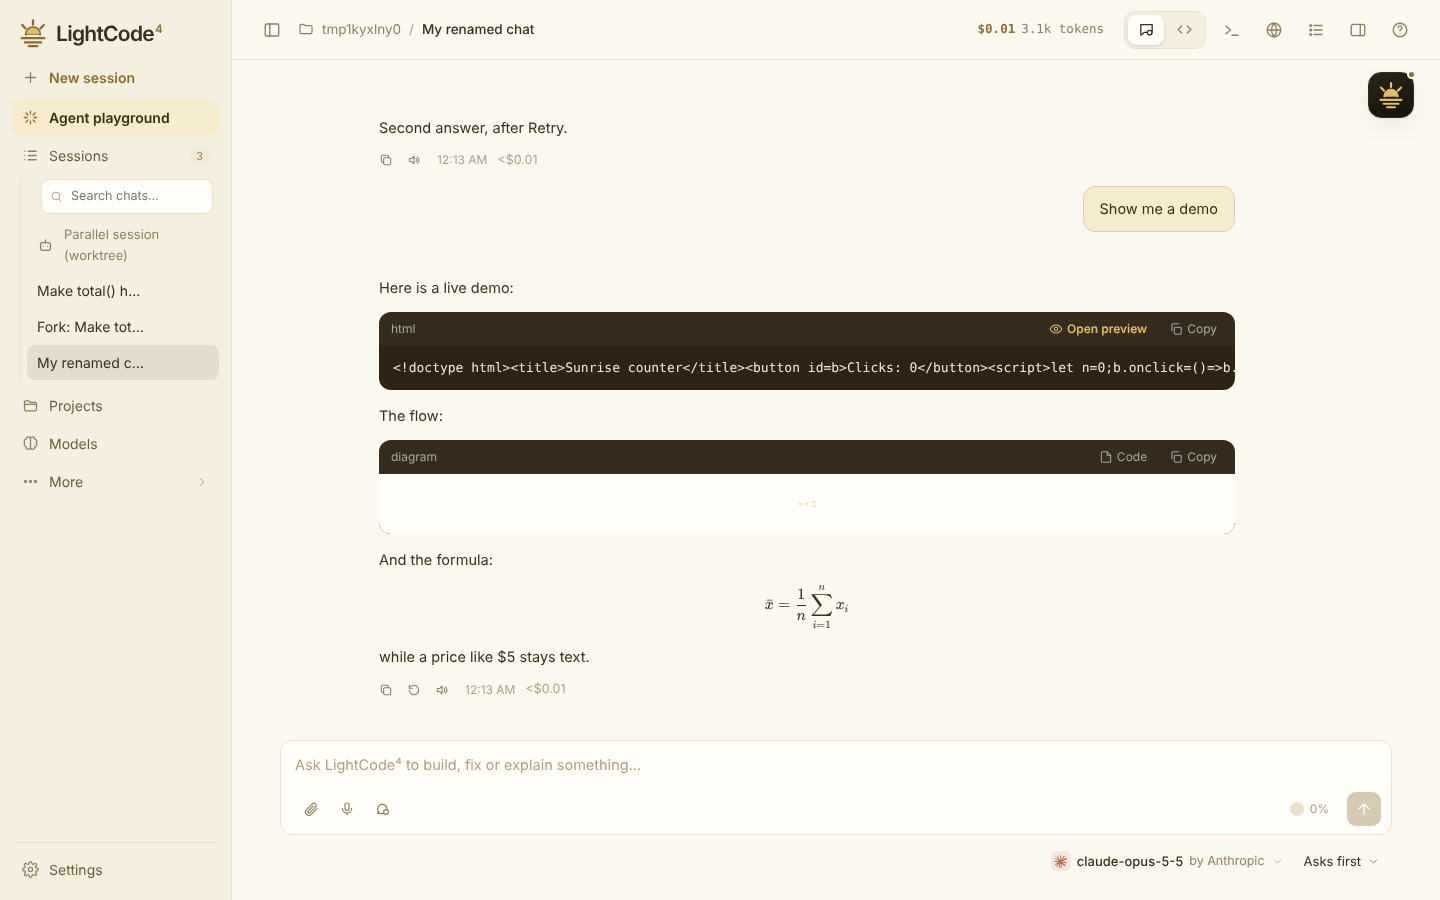 LightCode⁴
New session
Agent playground
Sessions 3
Search chats...
Parallel session
(worktree)
Make total() h...
Fork: Make tot...
My renamed c...
Projects
Models
More
Settings
tmp1kyxlny0 / My renamed chat
$0.01 3.1k tokens
Second answer, after Retry.
12:13 AM <$0.01
Show me a demo
Here is a live demo:
html Open preview Copy
<!doctype html><title>Sunrise counter</title><button id=b>Clicks: 0</button><script>let n=0;b.onclick=()=>b.
The flow:
diagram Code Copy
And the formula:
x̄ = 1/n ∑ i=1 n xᵢ
while a price like $5 stays text.
12:13 AM <$0.01
Ask LightCode⁴ to build, fix or explain something...
0%
claude-opus-5-5 by Anthropic Asks first